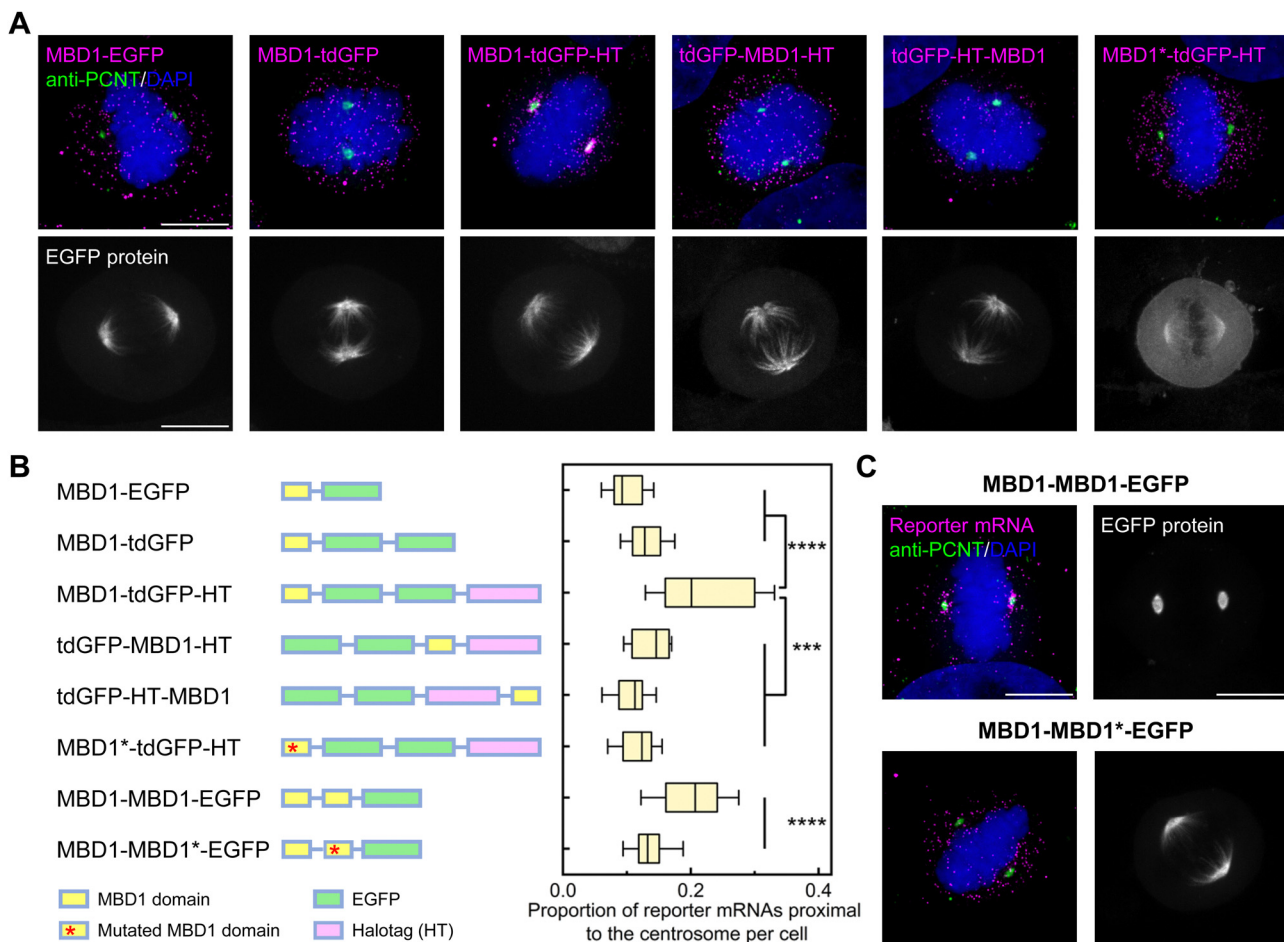 A
MBD1-EGFP
anti-PCNT/DAPI
MBD1-tdGFP
MBD1-tdGFP-HT
tdGFP-MBD1-HT
tdGFP-HT-MBD1
MBD1*-tdGFP-HT
EGFP protein
B
MBD1-EGFP
MBD1-tdGFP
MBD1-tdGFP-HT
tdGFP-MBD1-HT
tdGFP-HT-MBD1
MBD1*-tdGFP-HT
MBD1-MBD1-EGFP
MBD1-MBD1*-EGFP
*
*
MBD1 domain
EGFP
* Mutated MBD1 domain
Halotag (HT)
****
***
****
0.0 0.2 0.4
Proportion of reporter mRNAs proximal
to the centrosome per cell
C
MBD1-MBD1-EGFP
Reporter mRNA
anti-PCNT/DAPI
EGFP protein
MBD1-MBD1*-EGFP